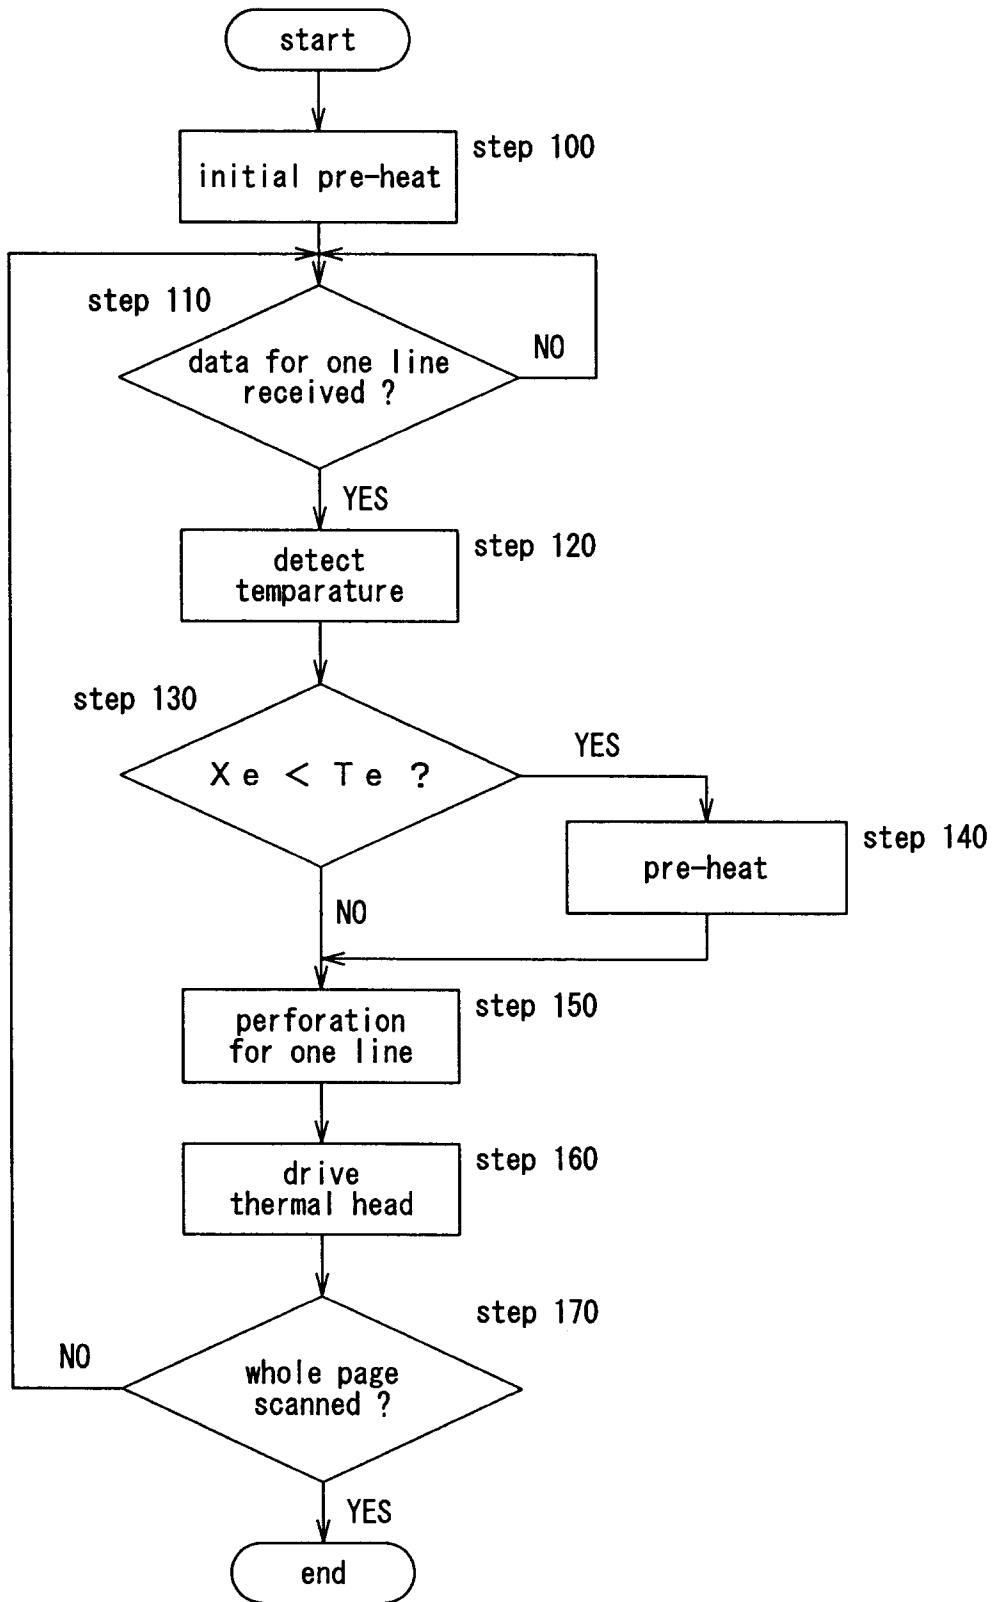 start
step 100
initial pre-heat
step 110
data for one line
received ?
NO
YES
step 120
detect
temparature
step 130
Xe < Te ?
YES
step 140
pre-heat
NO
step 150
perforation
for one line
step 160
drive
thermal head
step 170
NO
whole page
scanned ?
YES
end